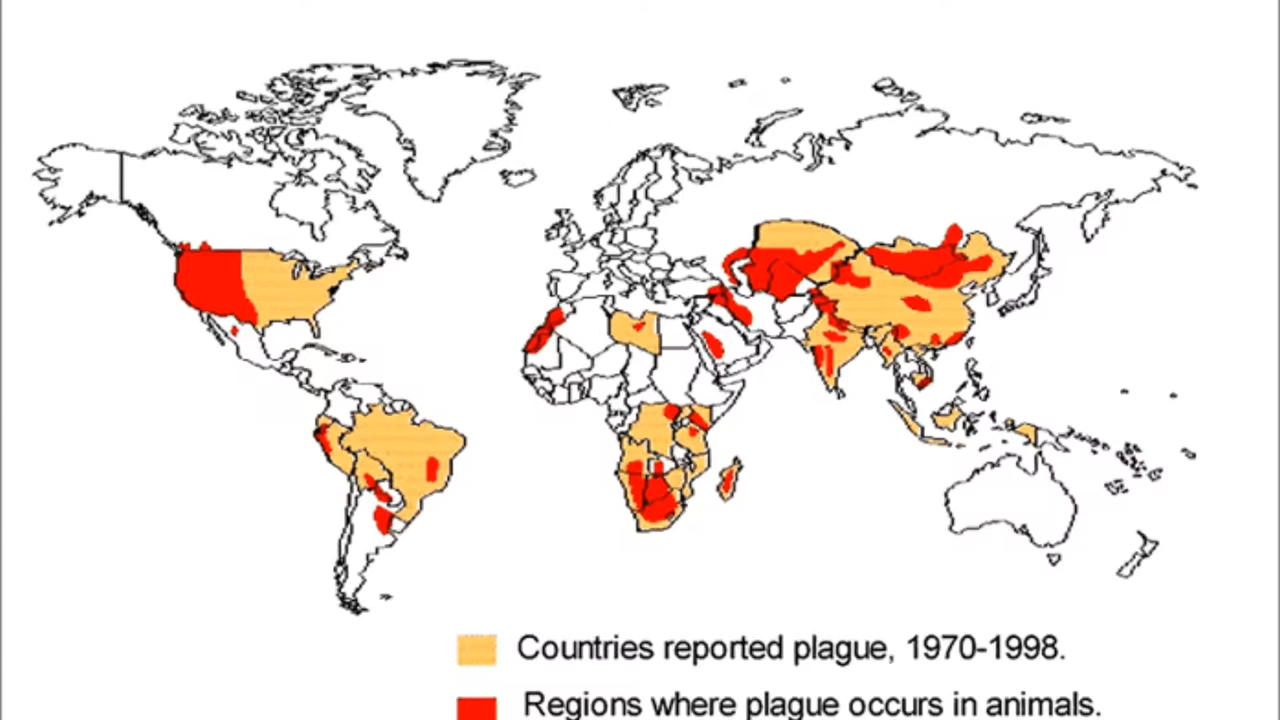 Countries reported plague, 1970-1998.
Regions where plague occurs in animals.